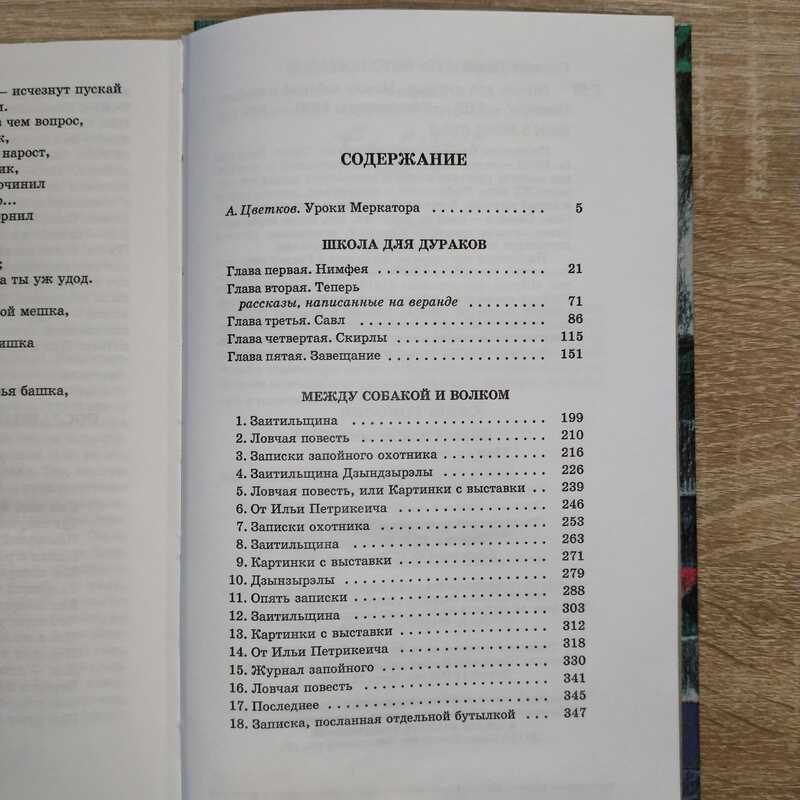 — исчезнут пускай
чем вопрос,
нарост,
очинил
а ты уж удод.
мешка,
башка,
СОДЕРЖАНИЕ
А. Цветков. Уроки Меркатора . . . . . . . . . . . . . 5
ШКОЛА ДЛЯ ДУРАКОВ
Глава первая. Нимфея . . . . . . . . . . . . . . . . . . . 21
Глава вторая. Теперь
рассказы, написанные на веранде . . . . . . . . . 71
Глава третья. Савл . . . . . . . . . . . . . . . . . . . . . 86
Глава четвертая. Скирлы . . . . . . . . . . . . . . . . 115
Глава пятая. Завещание . . . . . . . . . . . . . . . . . . 151
МЕЖДУ СОБАКОЙ И ВОЛКОМ
1. Заитильщина . . . . . . . . . . . . . . . . . . . . . . 199
2. Ловчая повесть . . . . . . . . . . . . . . . . . . . . . 210
3. Записки запойного охотника . . . . . . . . . . . . 216
4. Заитильщина Дзындзырэлы . . . . . . . . . . . . 226
5. Ловчая повесть, или Картинки с выставки . . 239
6. От Ильи Петрикеича . . . . . . . . . . . . . . . . . 246
7. Записки охотника . . . . . . . . . . . . . . . . . . . 253
8. Заитильщина . . . . . . . . . . . . . . . . . . . . . . 263
9. Картинки с выставки . . . . . . . . . . . . . . . . . 271
10. Дзынзырэлы . . . . . . . . . . . . . . . . . . . . . . . 279
11. Опять записки . . . . . . . . . . . . . . . . . . . . . . 288
12. Заитильщина . . . . . . . . . . . . . . . . . . . . . . 303
13. Картинки с выставки . . . . . . . . . . . . . . . . . 312
14. От Ильи Петрикеича . . . . . . . . . . . . . . . . . 318
15. Журнал запойного . . . . . . . . . . . . . . . . . . . 330
16. Ловчая повесть . . . . . . . . . . . . . . . . . . . . . 341
17. Последнее . . . . . . . . . . . . . . . . . . . . . . . . . 345
18. Записка, посланная отдельной бутылкой . . . 347